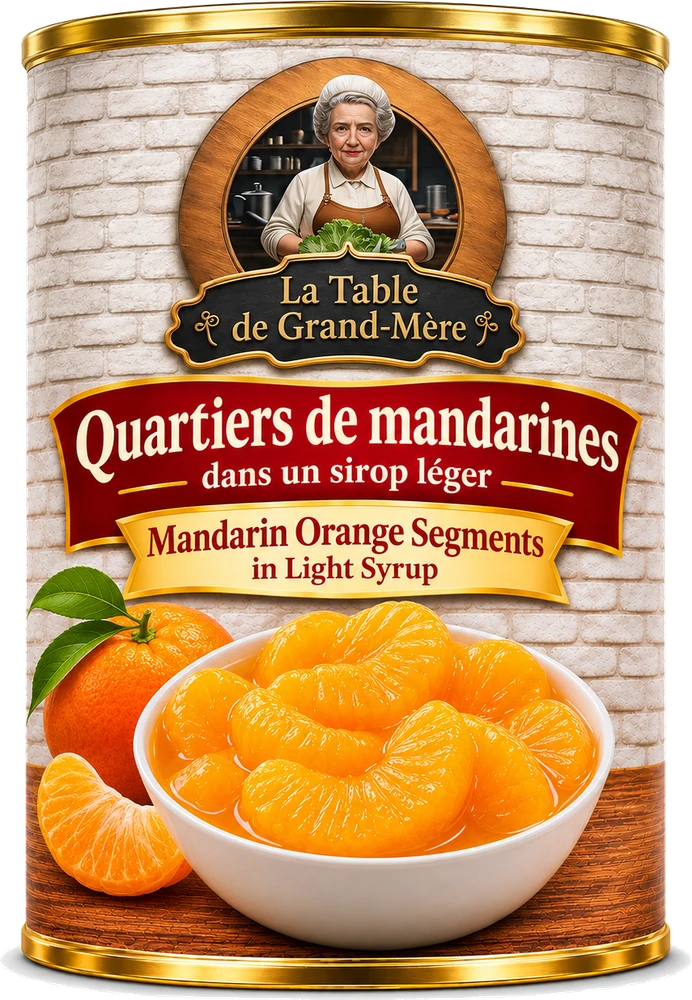 La Table
de Grand-Mère
Quartiers de mandarines
dans un sirop léger
Mandarin Orange Segments
in Light Syrup